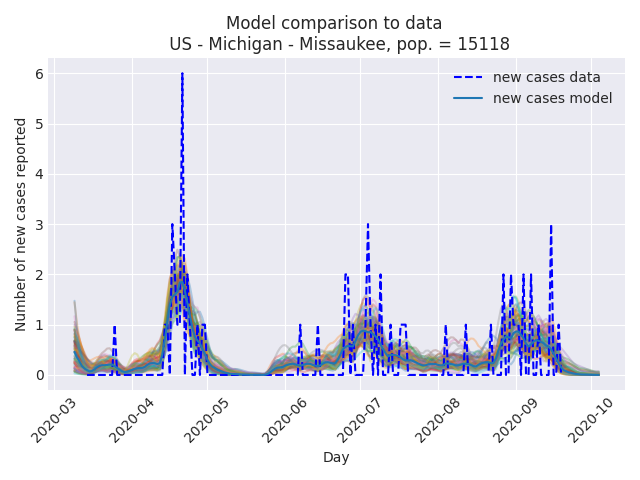 Model comparison to data
US - Michigan - Missaukee, pop. = 15118
new cases data
new cases model
Number of new cases reported
6
5
4
3
2
1
0
2020-03
2020-04
2020-05
2020-06
2020-07
2020-08
2020-09
2020-10
Day